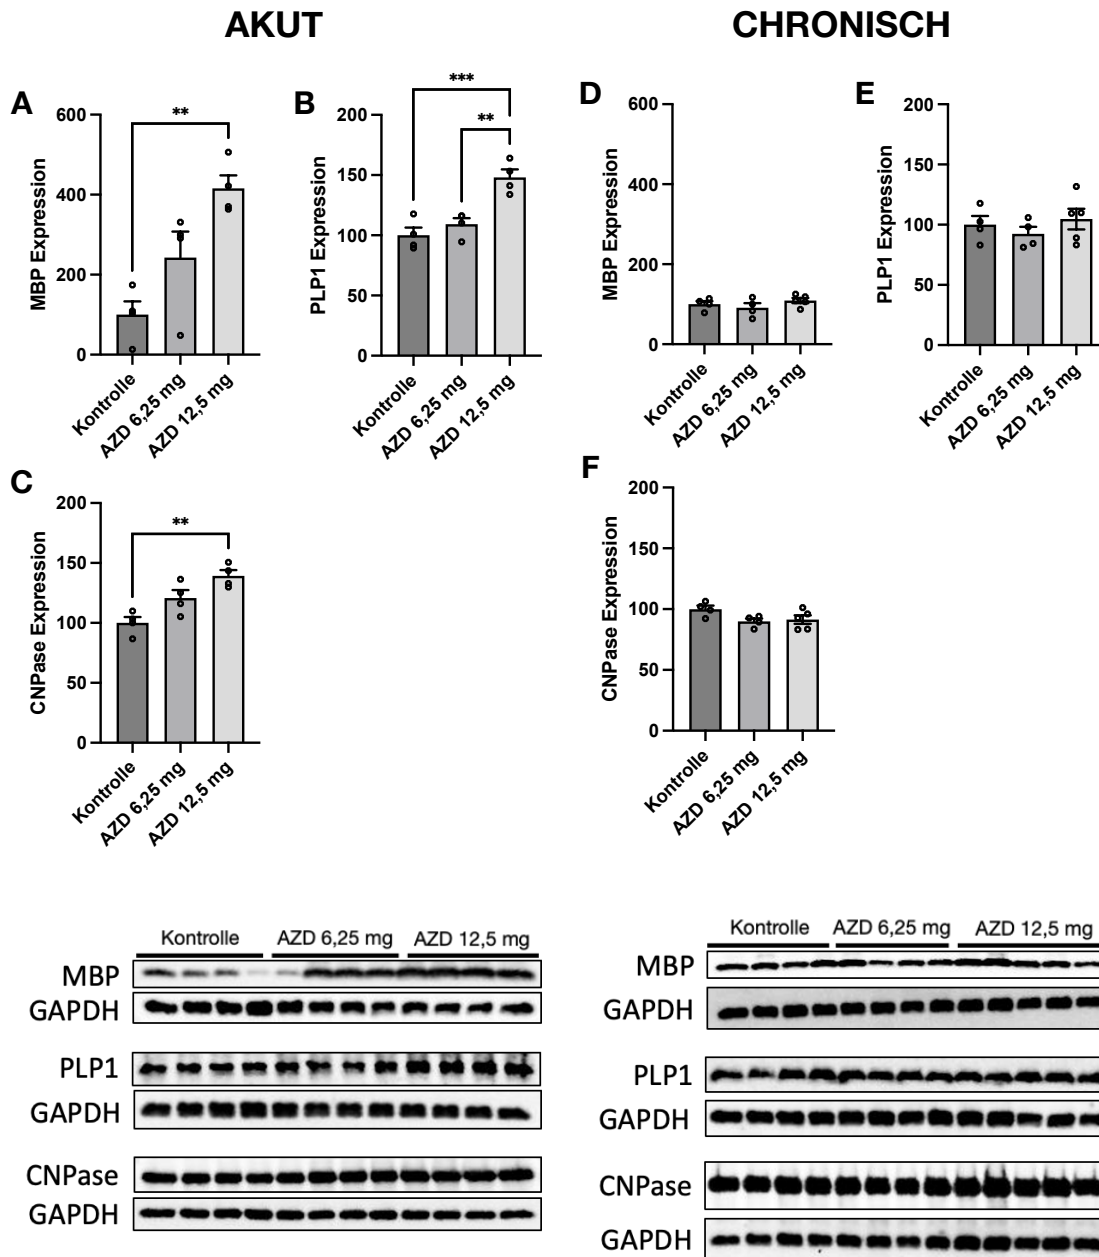 AKUT
CHRONISCH
A
**
MBP Expression
600
400
200
0
Kontrolle
AZD 6,25 mg
AZD 12,5 mg
B
***
**
PLP1 Expression
200
150
100
50
0
Kontrolle
AZD 6,25 mg
AZD 12,5 mg
D
MBP Expression
600
500
400
300
200
100
0
Kontrolle
AZD 6,25 mg
AZD 12,5 mg
E
PLP1 Expression
200
150
100
50
0
Kontrolle
AZD 6,25 mg
AZD 12,5 mg
C
**
CNPase Expression
200
150
100
50
0
Kontrolle
AZD 6,25 mg
AZD 12,5 mg
F
CNPase Expression
200
150
100
50
0
Kontrolle
AZD 6,25 mg
AZD 12,5 mg
Kontrolle AZD 6,25 mg AZD 12,5 mg
MBP
GAPDH
PLP1
GAPDH
CNPase
GAPDH
Kontrolle AZD 6,25 mg AZD 12,5 mg
MBP
GAPDH
PLP1
GAPDH
CNPase
GAPDH